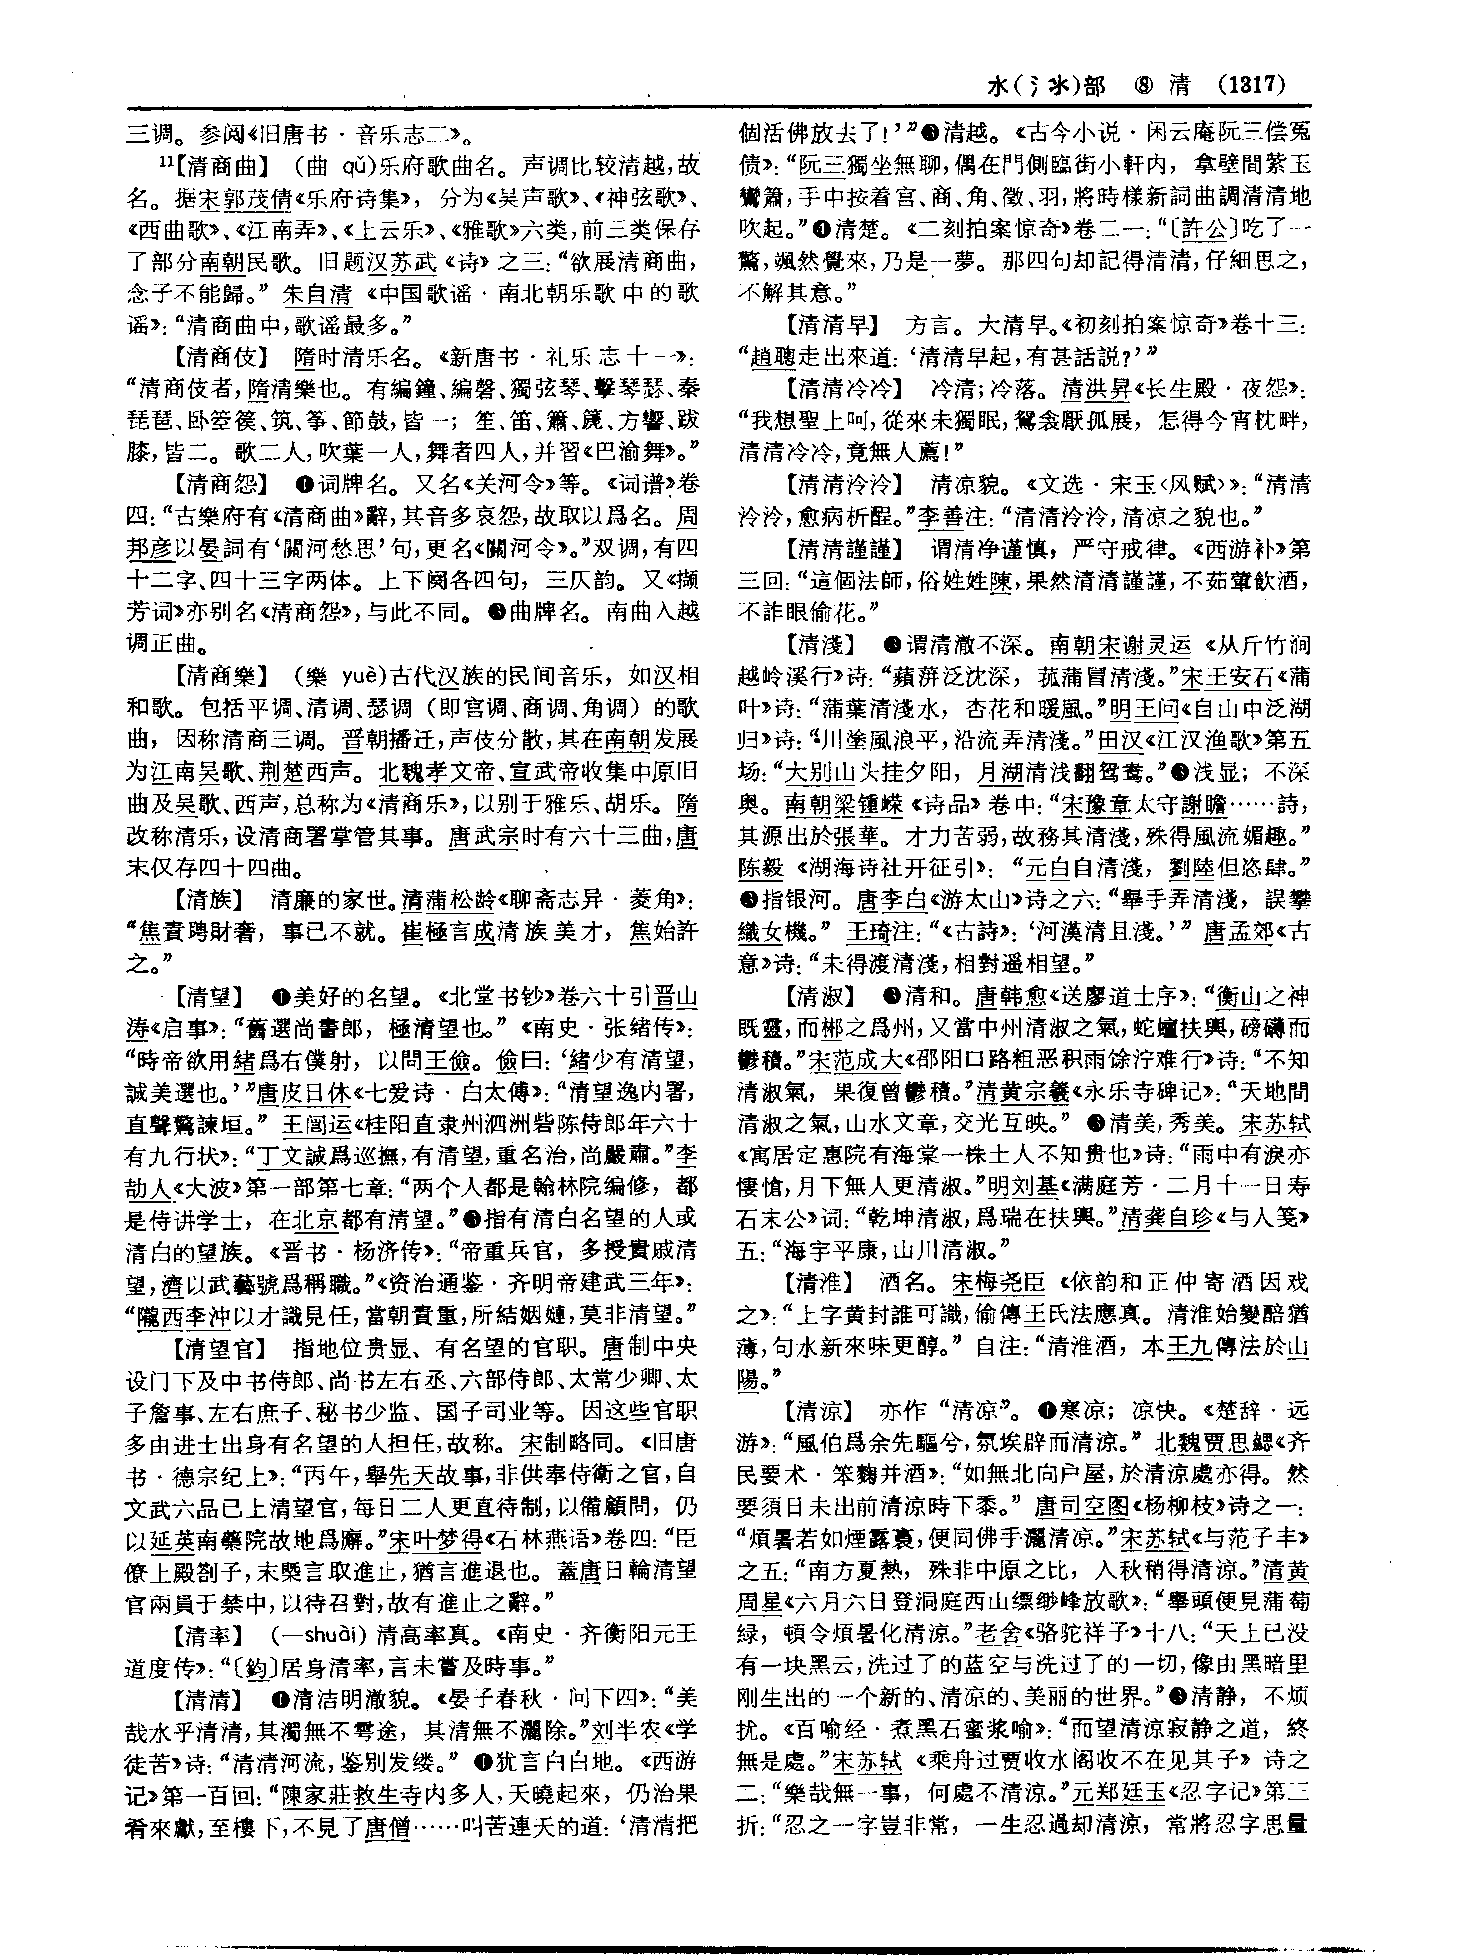 水(氵氺)部 ⑧ 清 (1317)
三调。参阅《旧唐书·音乐志二》。
11【清商曲】 (曲 qǔ)乐府歌曲名。声调比较清越,故
名。据宋郭茂倩《乐府诗集》, 分为《吴声歌》、《神弦歌》、
《西曲歌》、《江南弄》、《上云乐》、《雅歌》六类,前三类保存
了部分南朝民歌。旧题汉苏武《诗》之三:“欲展清商曲,
念子不能歸。” 朱自清《中国歌谣·南北朝乐歌中的歌
谣》:“清商曲中,歌谣最多。”
【清商伎】 隋时清乐名。《新唐书·礼乐志十一》:
“清商伎者,隋清樂也。有編鐘、編磬、獨弦琴、擊琴瑟、秦
琵琶、卧箜篌、筑、筝、節鼓,皆一; 笙、笛、簫、篪、方響、跋
膝,皆二。歌二人,吹葉一人,舞者四人,并習《巴渝舞》。”
【清商怨】 ❶词牌名。又名《关河令》等。《词谱》卷
四:“古樂府有《清商曲》辭,其音多哀怨,故取以爲名。周
邦彦以晏詞有‘關河愁思’句,更名《關河令》。”双调,有四
十二字、四十三字两体。上下阕各四句, 三仄韵。又《撷
芳词》亦别名《清商怨》,与此不同。❷曲牌名。南曲入越
调正曲。
【清商樂】 (樂 yuè)古代汉族的民间音乐, 如汉相
和歌。包括平调、清调、瑟调(即宫调、商调、角调)的歌
曲, 因称清商三调。晋朝播迁,声伎分散,其在南朝发展
为江南吴歌、荆楚西声。北魏孝文帝、宣武帝收集中原旧
曲及吴歌、西声,总称为《清商乐》,以别于雅乐、胡乐。隋
改称清乐,设清商署掌管其事。唐武宗时有六十三曲,唐
末仅存四十四曲。
【清族】 清廉的家世。清蒲松龄《聊斋志异·菱角》:
“焦責聘財奢, 事已不就。崔極言成清族美才, 焦始許
之。”
【清望】 ❶美好的名望。《北堂书钞》卷六十引晋山
涛《启事》:“舊選尚書郎, 極清望也。”《南史·张绪传》:
“時帝欲用緒爲右僕射, 以問王儉。儉曰:‘緒少有清望,
誠美選也。’”唐皮日休《七爱诗·白太傅》:“清望逸内署,
直聲驚諫垣。” 王闿运《桂阳直隶州泗洲砦陈侍郎年六十
有九行状》:“丁文誠爲巡撫,有清望,重名治,尚嚴肅。”李
劼人《大波》第一部第七章:“两个人都是翰林院编修, 都
是侍讲学士, 在北京都有清望。”❷指有清白名望的人或
清白的望族。《晋书·杨济传》:“帝重兵官, 多授貴戚清
望,濟以武藝號爲稱職。”《资治通鉴·齐明帝建武三年》:
“隴西李沖以才識見任,當朝貴重,所結姻㜕,莫非清望。”
【清望官】 指地位贵显、有名望的官职。唐制中央
设门下及中书侍郎、尚书左右丞、六部侍郎、太常少卿、太
子詹事、左右庶子、秘书少监、国子司业等。因这些官职
多由进士出身有名望的人担任,故称。宋制略同。《旧唐
书·德宗纪上》:“丙午,舉先天故事,非供奉侍衛之官,自
文武六品已上清望官,每日二人更直待制,以備顧問, 仍
以延英南藥院故地爲廨。”宋叶梦得《石林燕语》卷四:“臣
僚上殿劄子,末槩言取進止,猶言進退也。蓋唐日輪清望
官兩員于禁中,以待召對,故有進止之辭。”
【清率】 (—shuài) 清高率真。《南史·齐衡阳元王
道度传》:“〔鈞〕居身清率,言未嘗及時事。”
【清清】 ❶清洁明澈貌。《晏子春秋·问下四》:“美
哉水乎清清,其濁無不雩途, 其清無不灑除。”刘半农《学
徒苦》诗:“清清河流,鉴别发缕。” ❷犹言白白地。《西游
记》第一百回:“陳家莊救生寺内多人,天曉起來, 仍治果
肴來獻,至樓下,不見了唐僧……叫苦連天的道:‘清清把
個活佛放去了!’”❸清越。《古今小说·闲云庵阮三偿冤
债》:“阮三獨坐無聊,偶在門側臨街小軒内, 拿壁間紫玉
鸞簫,手中按着宫、商、角、徵、羽,將時樣新詞曲調清清地
吹起。”❹清楚。《二刻拍案惊奇》卷二一:“〔許公〕吃了一
驚,颯然覺來,乃是一夢。那四句却記得清清,仔細思之,
不解其意。”
【清清早】 方言。大清早。《初刻拍案惊奇》卷十三:
“趙聰走出來道:‘清清早起,有甚話説?’”
【清清冷冷】 冷清;冷落。清洪昇《长生殿·夜怨》:
“我想聖上呵,從來未獨眠,鴛衾厭孤展, 怎得今宵枕畔,
清清冷冷,竟無人薦!”
【清清泠泠】 清凉貌。《文选·宋玉〈风赋〉》:“清清
泠泠,愈病析酲。”李善注:“清清泠泠,清凉之貌也。”
【清清謹謹】 谓清净谨慎, 严守戒律。《西游补》第
三回:“這個法師,俗姓姓陳,果然清清謹謹,不茹葷飲酒,
不詐眼偷花。”
【清淺】 ❶谓清澈不深。南朝宋谢灵运《从斤竹涧
越岭溪行》诗:“蘋蓱泛沈深, 菰蒲冒清淺。”宋王安石《蒲
叶》诗:“蒲葉清淺水, 杏花和暖風。”明王问《自山中泛湖
归》诗:“川塗風浪平,沿流弄清淺。”田汉《江汉渔歌》第五
场:“大别山头挂夕阳, 月湖清浅翻鸳鸯。”❷浅显; 不深
奥。南朝梁锺嵘《诗品》卷中:“宋豫章太守謝瞻……詩,
其源出於張華。才力苦弱,故務其清淺,殊得風流媚趣。”
陈毅《湖海诗社开征引》: “元白自清淺, 劉陸但恣肆。”
❸指银河。唐李白《游太山》诗之六:“舉手弄清淺, 誤攀
織女機。” 王琦注:“《古詩》:‘河漢清且淺。’” 唐孟郊《古
意》诗:“未得渡清淺,相對遥相望。”
【清淑】 ❶清和。唐韩愈《送廖道士序》:“衡山之神
既靈,而郴之爲州,又當中州清淑之氣,蛇蟺扶輿,磅礴而
鬱積。”宋范成大《邵阳口路粗恶积雨馀泞难行》诗:“不知
清淑氣, 果復曾鬱積。”清黄宗羲《永乐寺碑记》:“天地間
清淑之氣,山水文章,交光互映。” ❷清美,秀美。宋苏轼
《寓居定惠院有海棠一株土人不知贵也》诗:“雨中有淚亦
悽愴,月下無人更清淑。”明刘基《满庭芳·二月十一日寿
石末公》词:“乾坤清淑,爲瑞在扶輿。”清龚自珍《与人笺》
五:“海宇平康,山川清淑。”
【清淮】 酒名。宋梅尧臣《依韵和正仲寄酒因戏
之》:“上字黄封誰可識,偷傳王氏法應真。清淮始變醅猶
薄,句水新來味更醇。” 自注:“清淮酒, 本王九傳法於山
陽。”
【清涼】 亦作“清凉”。❶寒凉; 凉快。《楚辞·远
游》:“風伯爲余先驅兮,氛埃辟而清涼。” 北魏贾思勰《齐
民要术·笨麴并酒》:“如無北向户屋,於清涼處亦得。然
要須日未出前清涼時下黍。” 唐司空图《杨柳枝》诗之一:
“煩暑若如煙露裛,便同佛手灑清凉。”宋苏轼《与范子丰》
之五:“南方夏熱, 殊非中原之比, 入秋稍得清涼。”清黄
周星《六月六日登洞庭西山缥缈峰放歌》:“舉頭便見蒲萄
緑, 頓令煩暑化清涼。”老舍《骆驼祥子》十八:“天上已没
有一块黑云,洗过了的蓝空与洗过了的一切,像由黑暗里
刚生出的一个新的、清凉的、美丽的世界。”❷清静, 不烦
扰。《百喻经·煮黑石蜜浆喻》:“而望清涼寂静之道, 終
無是處。”宋苏轼《乘舟过贾收水阁收不在见其子》诗之
二:“樂哉無一事, 何處不清涼。”元郑廷玉《忍字记》第三
折:“忍之一字豈非常, 一生忍過却清涼, 常將忍字思量